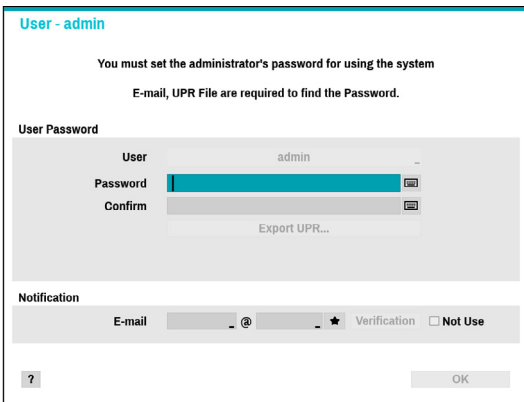 User - admin
You must set the administrator's password for using the system
E-mail, UPR File are required to find the Password.
User Password
User admin
Password
Confirm
Export UPR...
Notification
E-mail @ Verification Not Use
? OK